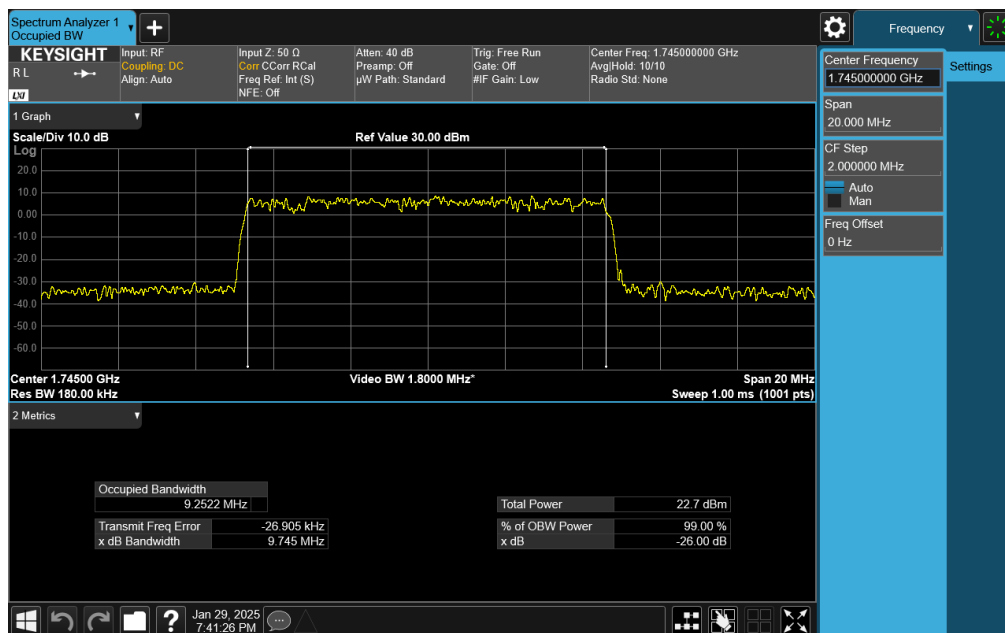 Spectrum Analyzer 1
Occupied BW
Frequency
KEYSIGHT
R L
LXI
Input: RF
Coupling: DC
Align: Auto
Input Z: 50 Ω
Corr CCorr RCal
Freq Ref: Int (S)
NFE: Off
Atten: 40 dB
Preamp: Off
µW Path: Standard
Trig: Free Run
Gate: Off
#IF Gain: Low
Center Freq: 1.745000000 GHz
Avg|Hold: 10/10
Radio Std: None
Center Frequency
1.745000000 GHz
Settings
Span
20.000 MHz
CF Step
2.000000 MHz
Auto
Man
Freq Offset
0 Hz
1 Graph
Scale/Div 10.0 dB
Ref Value 30.00 dBm
Log
20.0
10.0
0.00
-10.0
-20.0
-30.0
-40.0
-50.0
-60.0
Center 1.74500 GHz
Video BW 1.8000 MHz*
Span 20 MHz
Res BW 180.00 kHz
Sweep 1.00 ms (1001 pts)
2 Metrics
Occupied Bandwidth
9.2522 MHz
Total Power 22.7 dBm
Transmit Freq Error -26.905 kHz
% of OBW Power 99.00 %
x dB Bandwidth 9.745 MHz
x dB -26.00 dB
Jan 29, 2025
7:41:26 PM